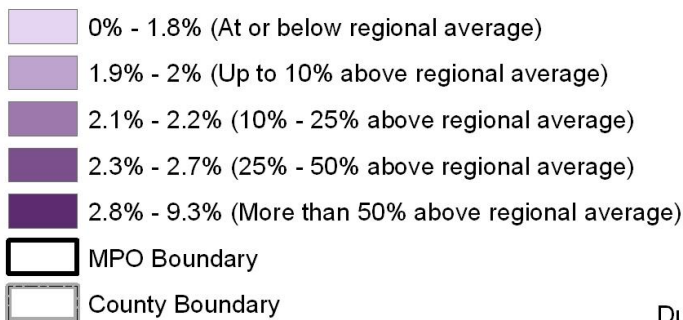 0% - 1.8% (At or below regional average)
1.9% - 2% (Up to 10% above regional average)
2.1% - 2.2% (10% - 25% above regional average)
2.3% - 2.7% (25% - 50% above regional average)
2.8% - 9.3% (More than 50% above regional average)
MPO Boundary
County Boundary